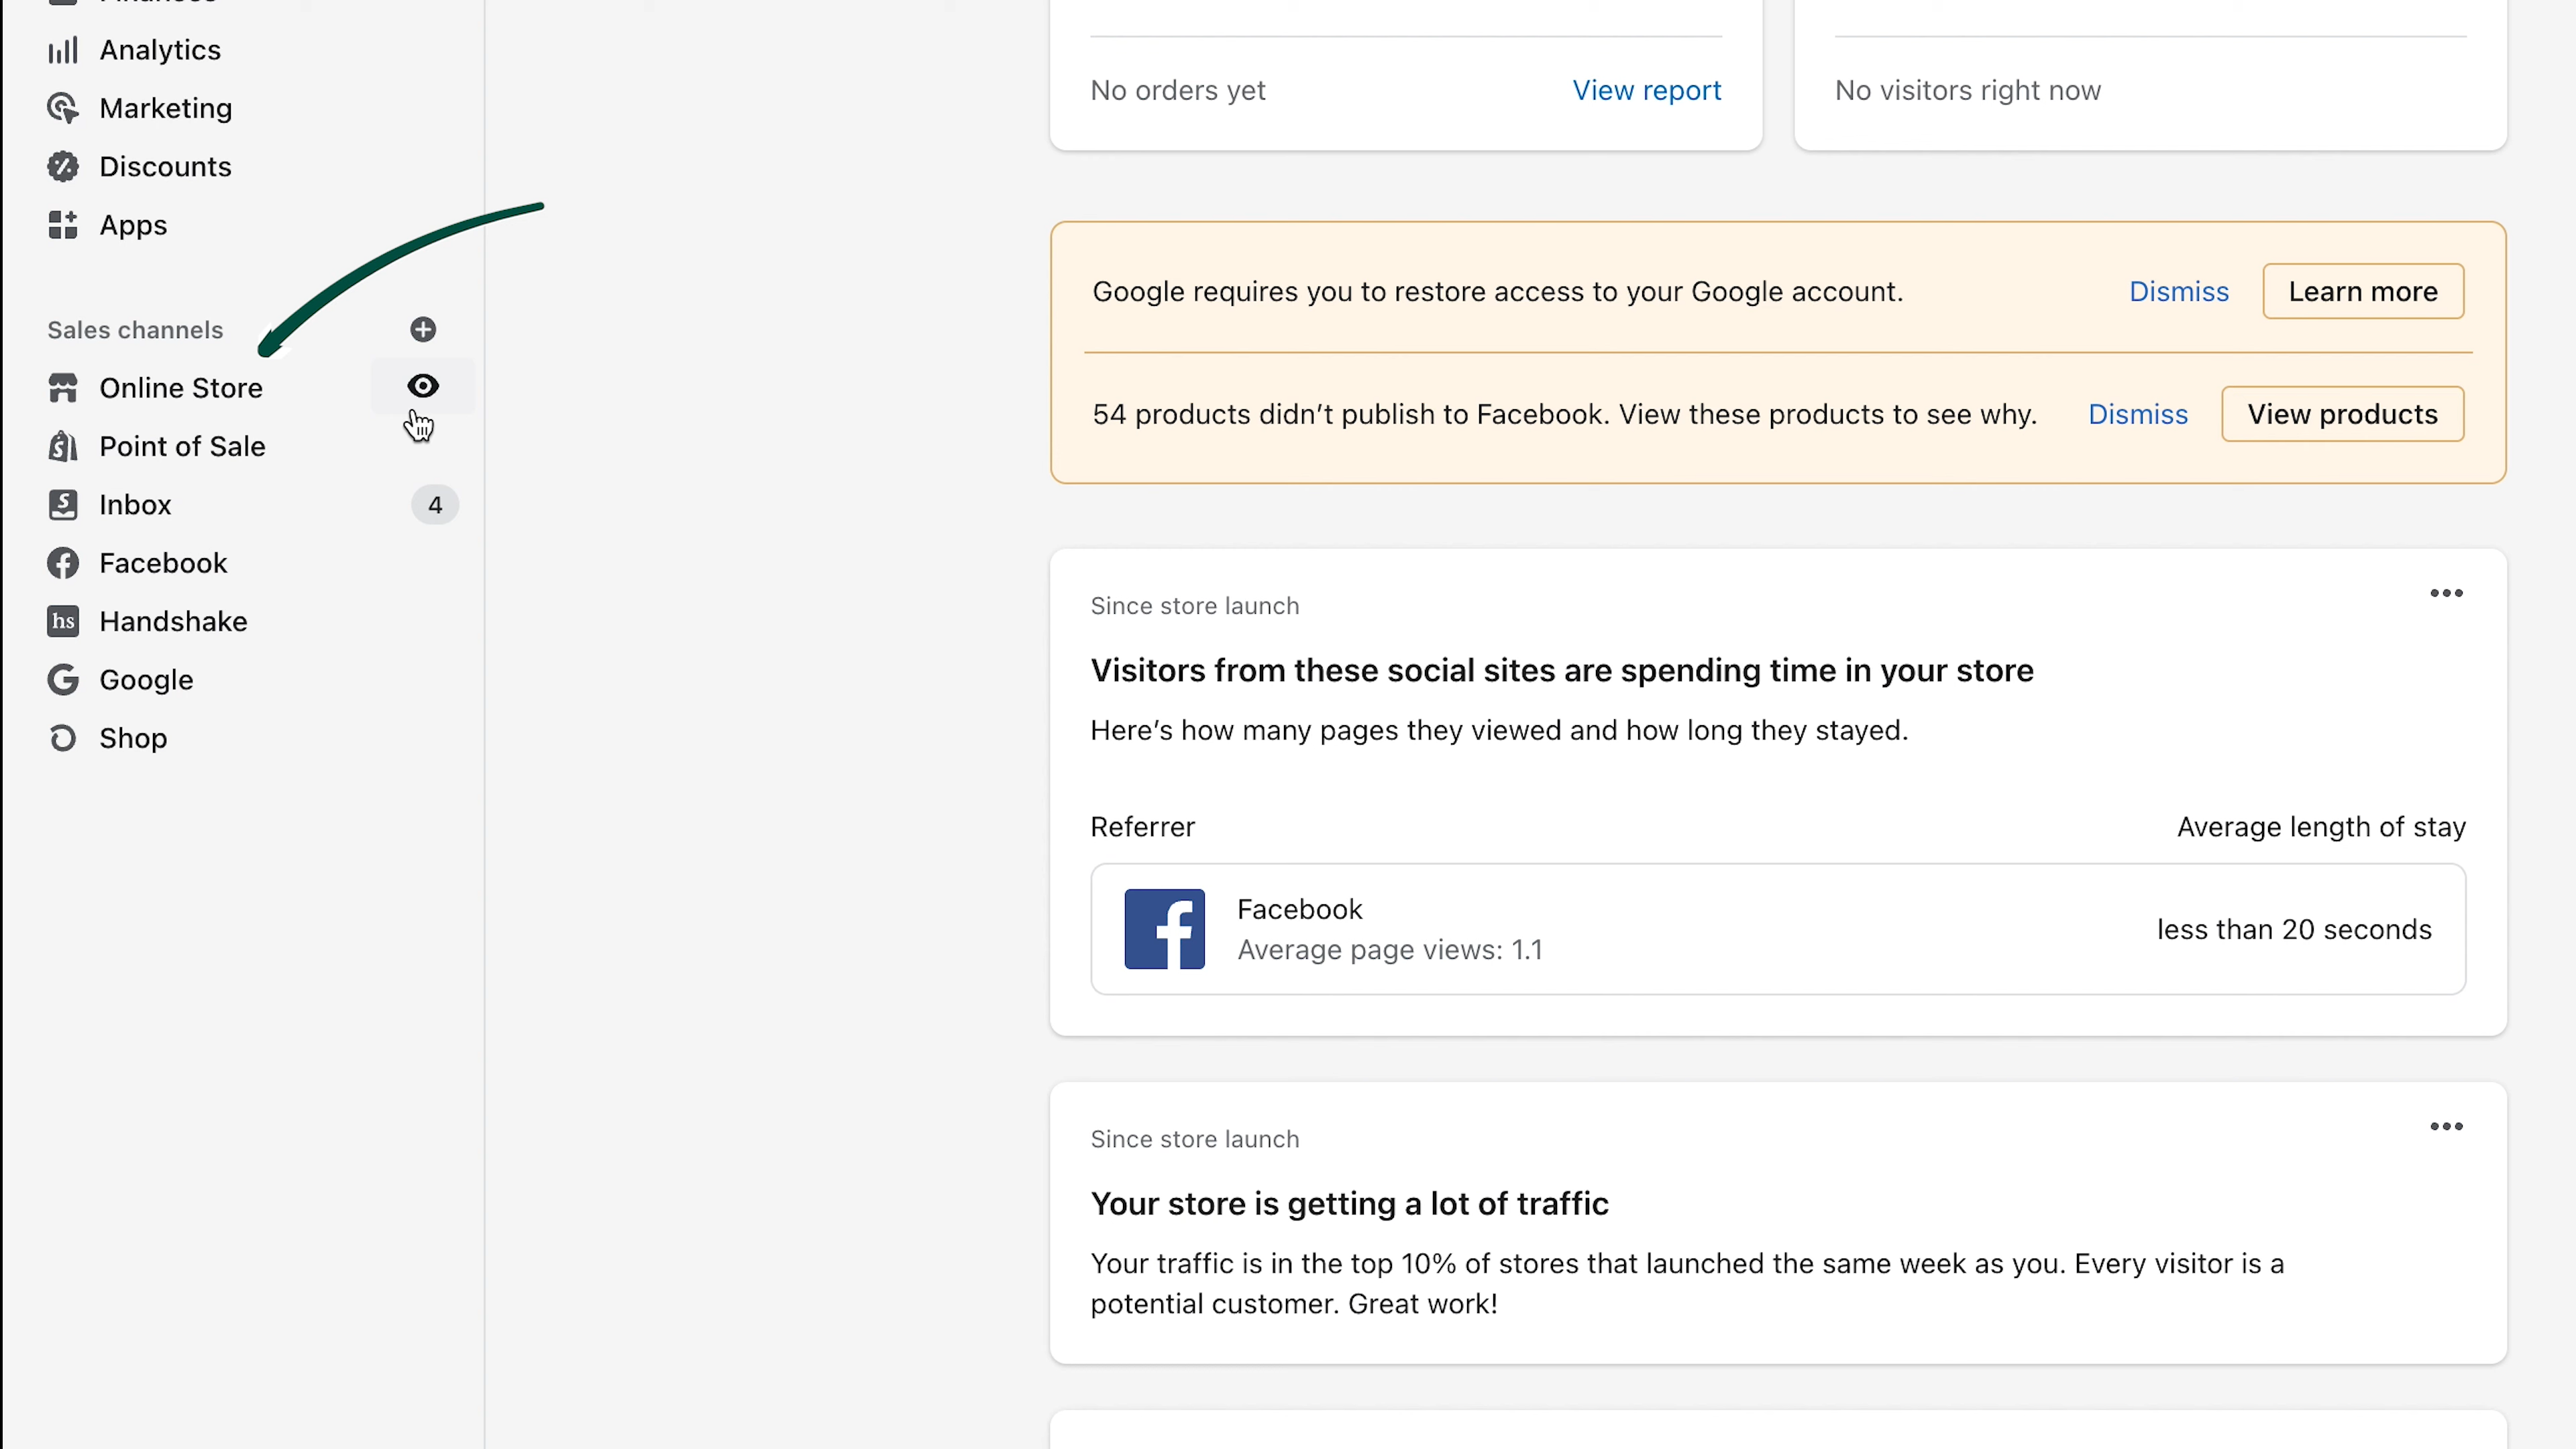 Finances
Analytics
Marketing
Discounts
Apps
Sales channels
Online Store
Point of Sale
Inbox 4
Facebook
hs Handshake
Google
Shop
No orders yet View report
No visitors right now
Google requires you to restore access to your Google account. Dismiss Learn more
54 products didn’t publish to Facebook. View these products to see why. Dismiss View products
Since store launch
Visitors from these social sites are spending time in your store
Here’s how many pages they viewed and how long they stayed.
Referrer Average length of stay
Facebook
Average page views: 1.1
less than 20 seconds
Since store launch
Your store is getting a lot of traffic
Your traffic is in the top 10% of stores that launched the same week as you. Every visitor is a
potential customer. Great work!